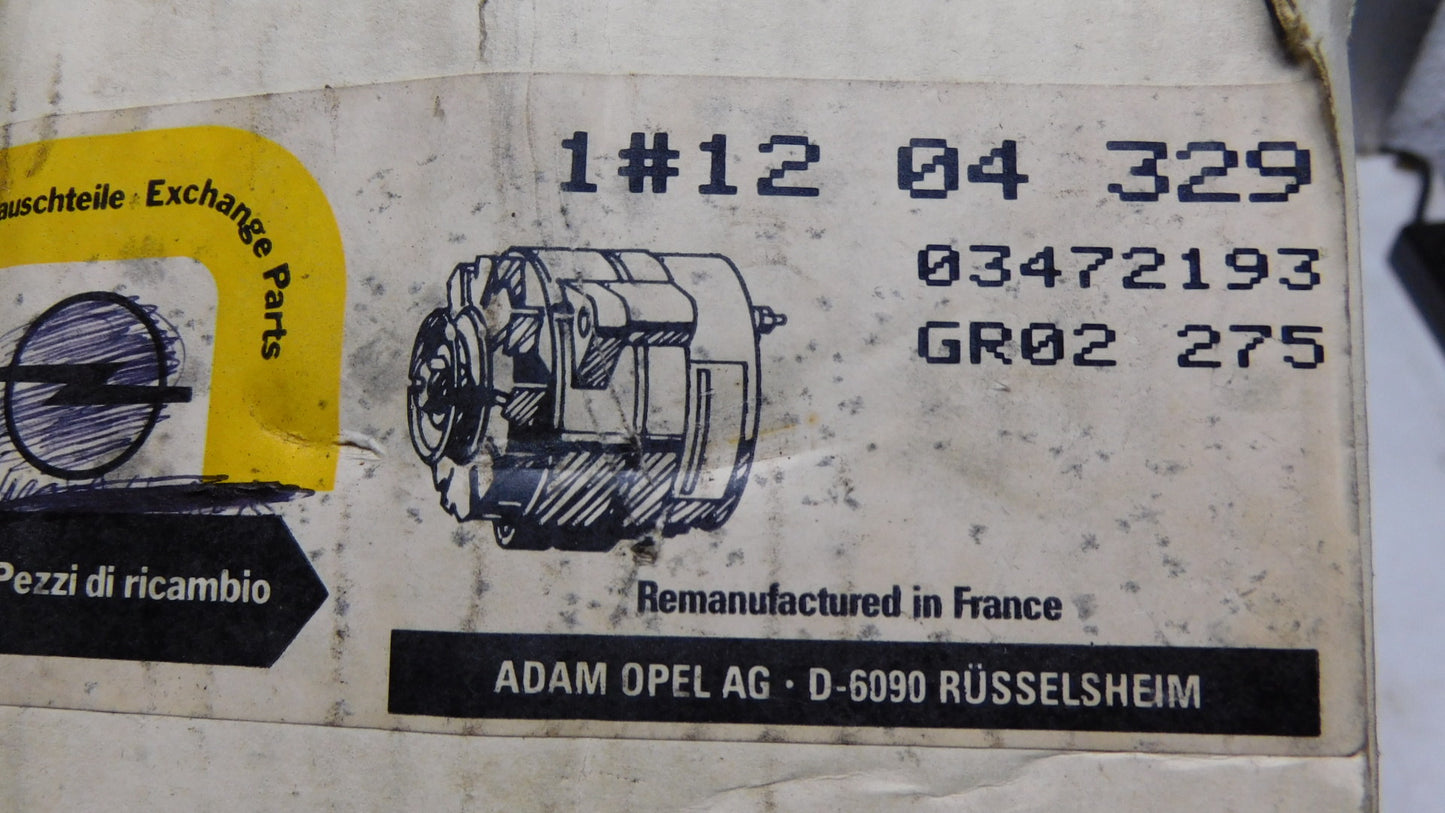 1#12 04 329
03472193
GR02 275
auschteile · Exchange Parts
Pezzi di ricambio
Remanufactured in France
ADAM OPEL AG · D-6090 RÜSSELSHEIM